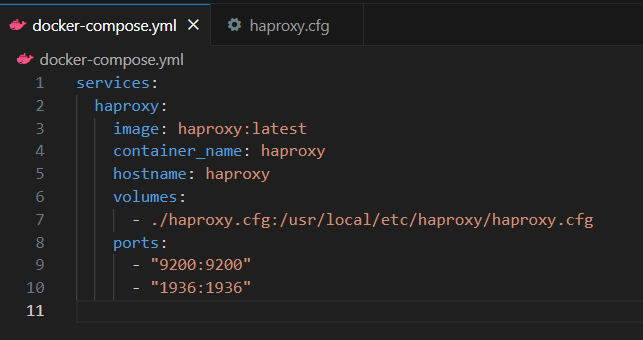 docker-compose.yml × haproxy.cfg
docker-compose.yml
1 services:
2   haproxy:
3     image: haproxy:latest
4     container_name: haproxy
5     hostname: haproxy
6     volumes:
7       - ./haproxy.cfg:/usr/local/etc/haproxy/haproxy.cfg
8     ports:
9       - "9200:9200"
10       - "1936:1936"
11